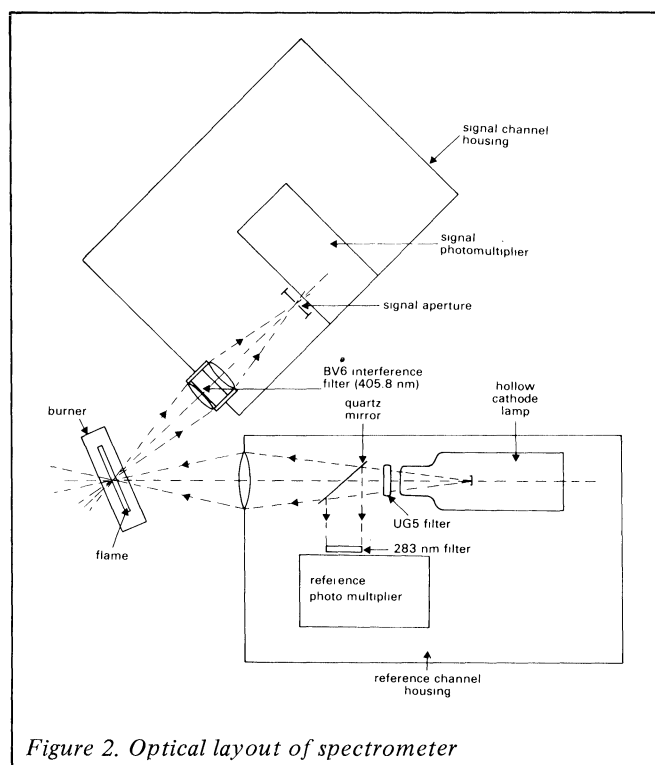 signal channel
housing
signal
photomultiplier
signal aperture
BV6 interference
filter (405.8 nm)
quartz
mirror
hollow
cathode
lamp
burner
flame
UG5 filter
283 nm filter
reference
photo multiplier
reference channel
housing
Figure 2. Optical layout of spectrometer